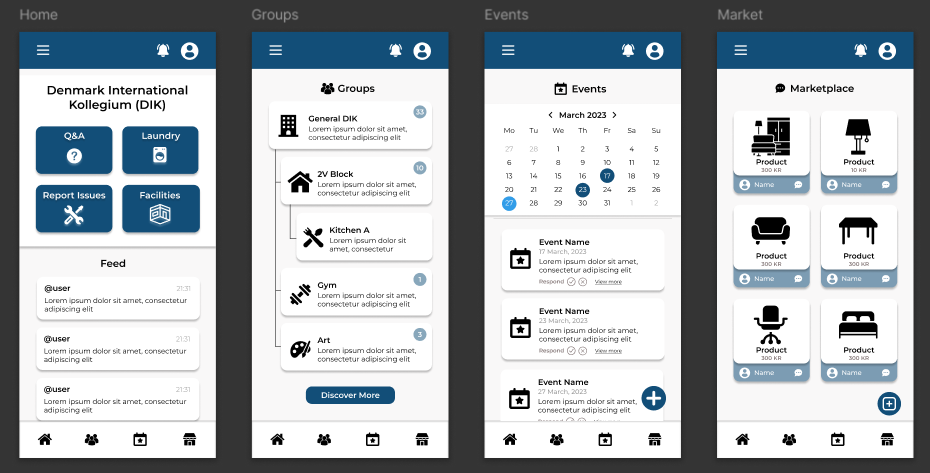 Home
Groups
Events
Market
Denmark International
Kollegium (DIK)
Q&A
Laundry
Report Issues
Facilities
Feed
@user
21:31
Lorem ipsum dolor sit amet, consectetur
adipiscing elit
@user
21:31
Lorem ipsum dolor sit amet, consectetur
adipiscing elit
@user
21:31
Lorem ipsum dolor sit amet, consectetur
adipiscing elit
Groups
33
General DIK
Lorem ipsum dolor sit amet,
consectetur adipiscing elit
10
2V Block
Lorem ipsum dolor sit amet,
consectetur adipiscing elit
Kitchen A
Lorem ipsum dolor sit
amet, consectetur
1
Gym
Lorem ipsum dolor sit amet,
consectetur adipiscing elit
3
Art
Lorem ipsum dolor sit amet,
consectetur adipiscing elit
Discover More
Events
March 2023
Mo Tu We Th Fr Sa Su
27 28 1 2 3 4 5
6 7 8 9 10 11 12
13 14 15 16 17 18 19
20 21 22 23 24 25 26
27 28 29 30 31 1 2
Event Name
17 March, 2023
Lorem ipsum dolor sit amet,
consectetur adipiscing elit
Respond View more
Event Name
23 March, 2023
Lorem ipsum dolor sit amet,
consectetur adipiscing elit
Respond View more
Event Name
27 March, 2023
Lorem ipsum dolor sit amet,
consectetur adipiscing elit
Marketplace
Product
300 KR
Name
Product
10 KR
Name
Product
300 KR
Name
Product
300 KR
Name
Product
300 KR
Name
Product
300 KR
Name